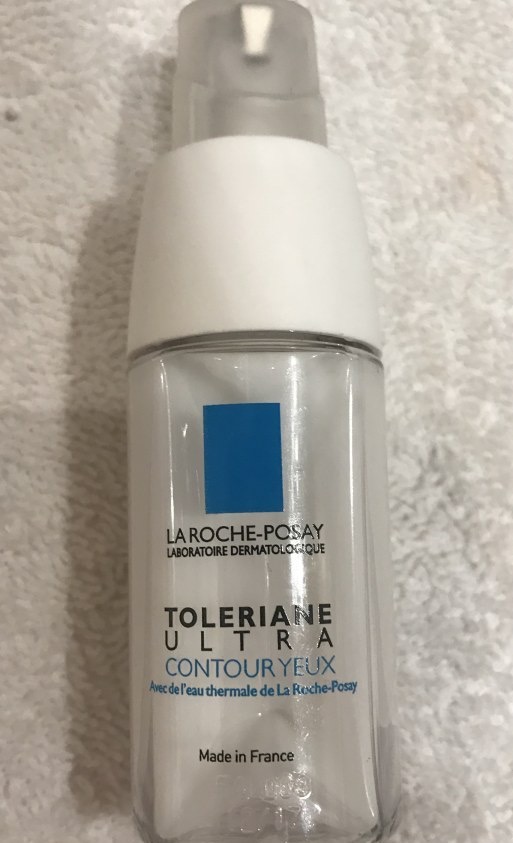 LA ROCHE-POSAY
LABORATOIRE DERMATOLOGIQUE
TOLERIANE
ULTRA
CONTOUR YEUX
Avec de l'eau thermale de La Roche-Posay
Made in France